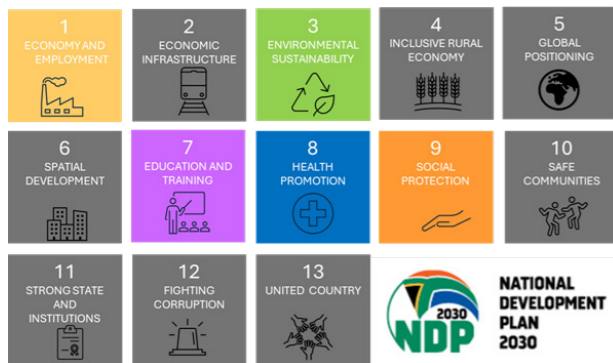 1
ECONOMY AND
EMPLOYMENT
2
ECONOMIC
INFRASTRUCTURE
3
ENVIRONMENTAL
SUSTAINABILITY
4
INCLUSIVE RURAL
ECONOMY
5
GLOBAL
POSITIONING
6
SPATIAL
DEVELOPMENT
7
EDUCATION AND
TRAINING
8
HEALTH
PROMOTION
9
SOCIAL
PROTECTION
10
SAFE
COMMUNITIES
11
STRONG STATE
AND
INSTITUTIONS
12
FIGHTING
CORRUPTION
13
UNITED COUNTRY
2030
NDP
NATIONAL
DEVELOPMENT
PLAN
2030